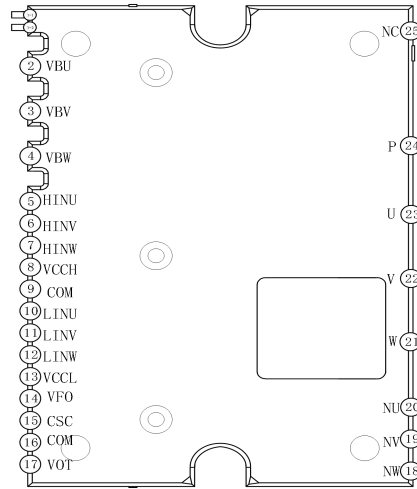 2 VBU
3 VBV
4 VBW
5 HINU
6 HINV
7 HINW
8 VCCH
9 COM
10 LINU
11 LINV
12 LINW
13 VCCL
14 VFO
15 CSC
16 COM
17 VOT
NC 25
P 24
U 23
V 22
W 21
NU 20
NV 19
NW 18